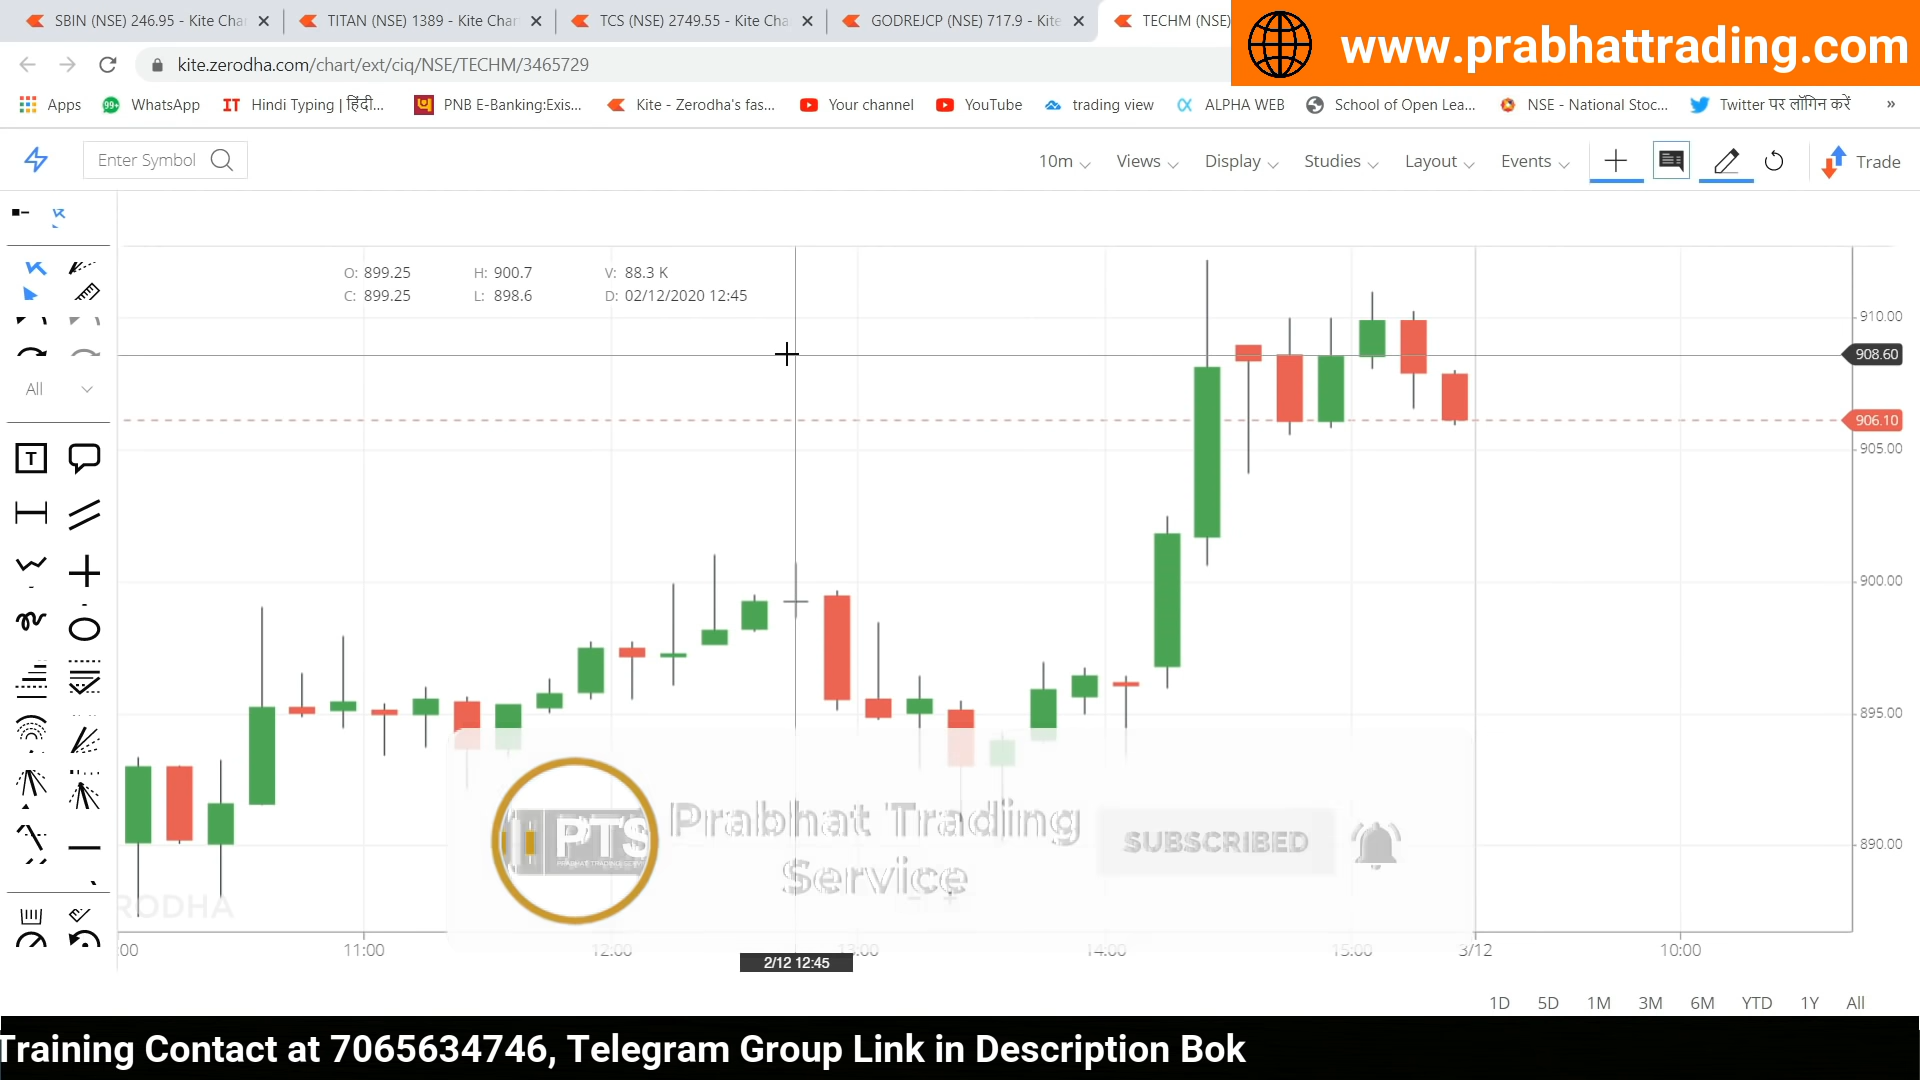 SBIN (NSE) 246.95 - Kite Cha
TITAN (NSE) 1389 - Kite Char
TCS (NSE) 2749.55 - Kite Cha
GODREJCP (NSE) 717.9 - Kite
TECHM (NSE)
www.prabhattrading.com
kite.zerodha.com/chart/ext/ciq/NSE/TECHM/3465729
Apps
WhatsApp
IT Hindi Typing | हिंदी...
PNB E-Banking:Exis...
Kite - Zerodha's fas...
Your channel
YouTube
trading view
ALPHA WEB
School of Open Lea...
NSE - National Stoc...
Twitter पर लॉगिन करें
»
Enter Symbol
10m
Views
Display
Studies
Layout
Events
Trade
O: 899.25 H: 900.7 V: 88.3 K
C: 899.25 L: 898.6 D: 02/12/2020 12:45
All
T
910.00
908.60
906.10
905.00
900.00
895.00
890.00
PTS
Prabhat Trading
Service
SUBSCRIBED
RODHA
:00
11:00
12:00
13:00
14:00
15:00
3/12
10:00
2/12 12:45
1D 5D 1M 3M 6M YTD 1Y All
Training Contact at 7065634746, Telegram Group Link in Description Bok